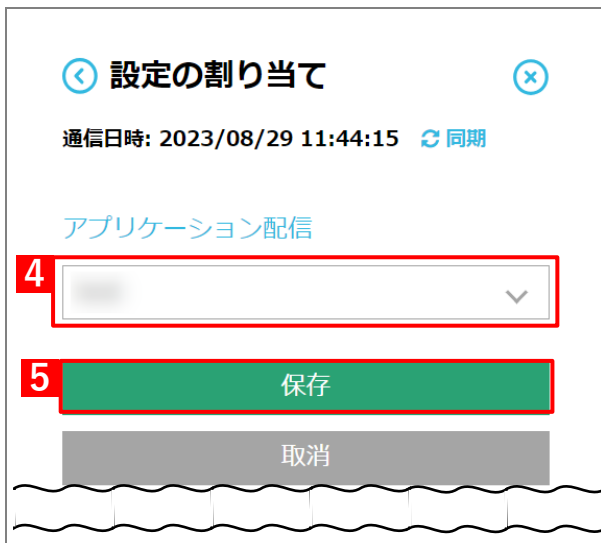 設定の割り当て
通信日時: 2023/08/29 11:44:15 同期
アプリケーション配信
4
5 保存
取消